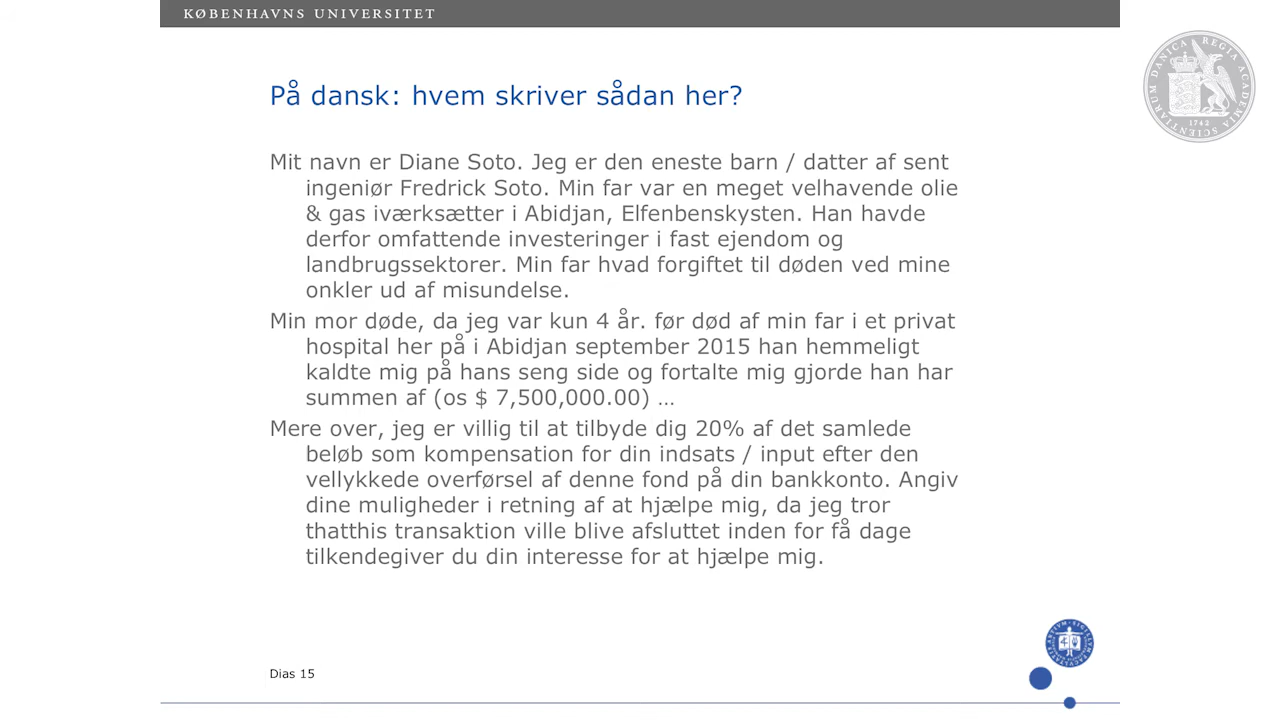 KØBENHAVNS UNIVERSITET
DANICA REGIA ACADEMIA SCIENTIARUM
1742
På dansk: hvem skriver sådan her?
Mit navn er Diane Soto. Jeg er den eneste barn / datter af sent
ingeniør Fredrick Soto. Min far var en meget velhavende olie
& gas iværksætter i Abidjan, Elfenbenskysten. Han havde
derfor omfattende investeringer i fast ejendom og
landbrugssektorer. Min far hvad forgiftet til døden ved mine
onkler ud af misundelse.
Min mor døde, da jeg var kun 4 år. før død af min far i et privat
hospital her på i Abidjan september 2015 han hemmeligt
kaldte mig på hans seng side og fortalte mig gjorde han har
summen af (os $ 7,500,000.00) …
Mere over, jeg er villig til at tilbyde dig 20% af det samlede
beløb som kompensation for din indsats / input efter den
vellykkede overførsel af denne fond på din bankkonto. Angiv
dine muligheder i retning af at hjælpe mig, da jeg tror
thatthis transaktion ville blive afsluttet inden for få dage
tilkendegiver du din interesse for at hjælpe mig.
Dias 15